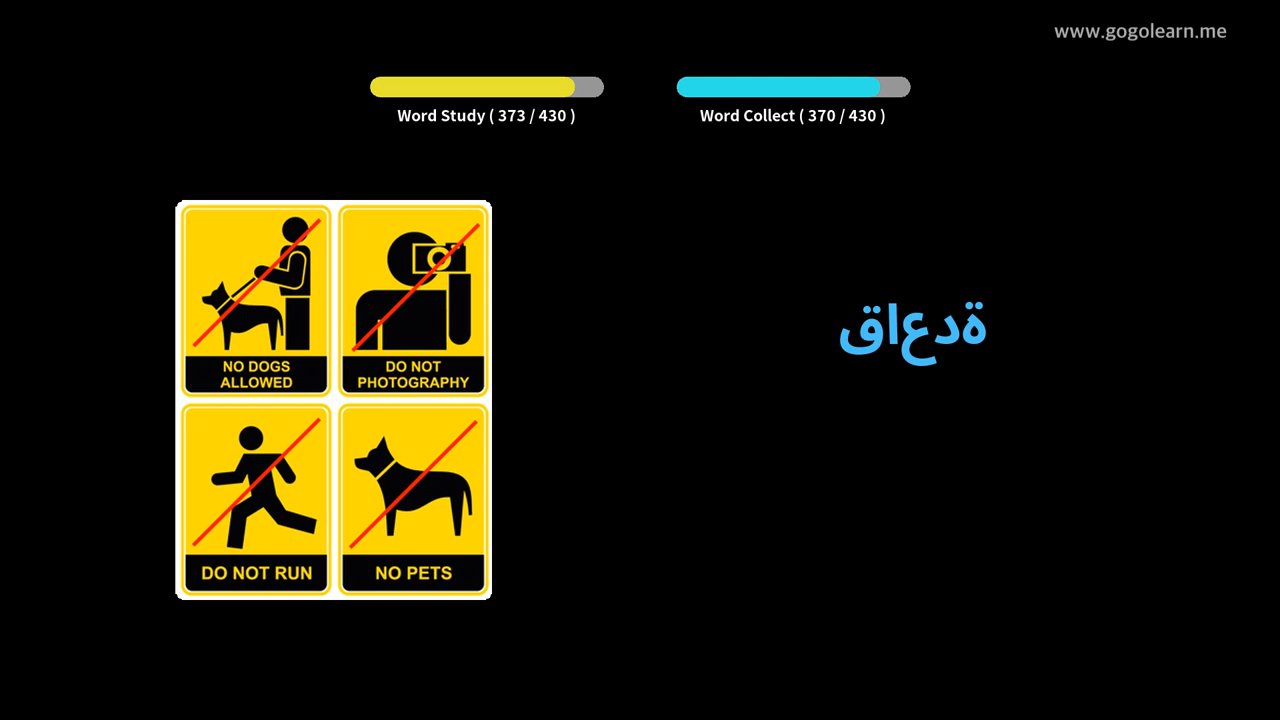 www.gogolearn.me
Word Study ( 373 / 430 )
Word Collect ( 370 / 430 )
NO DOGS
ALLOWED
DO NOT
PHOTOGRAPHY
DO NOT RUN
NO PETS
قاعدة